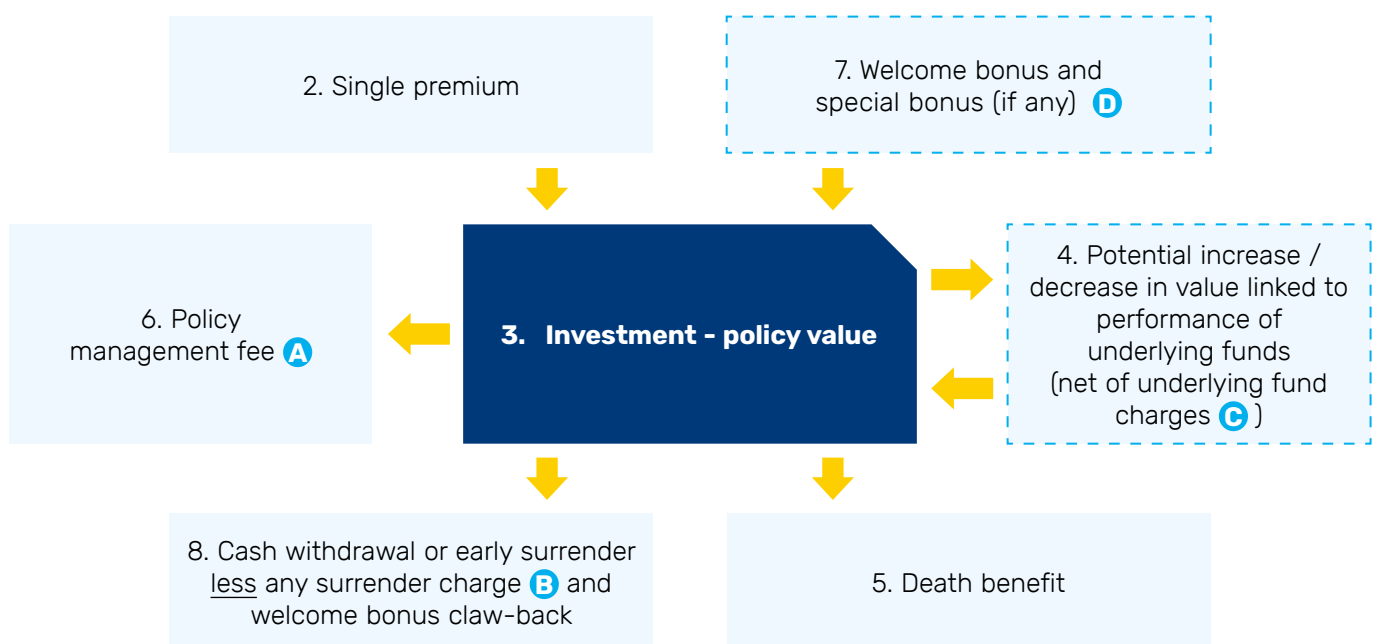 2. Single premium
7. Welcome bonus and
special bonus (if any) D
6. Policy
management fee A
3. Investment - policy value
4. Potential increase /
decrease in value linked to
performance of
underlying funds
(net of underlying fund
charges C )
8. Cash withdrawal or early surrender
less any surrender charge B and
welcome bonus claw-back
5. Death benefit